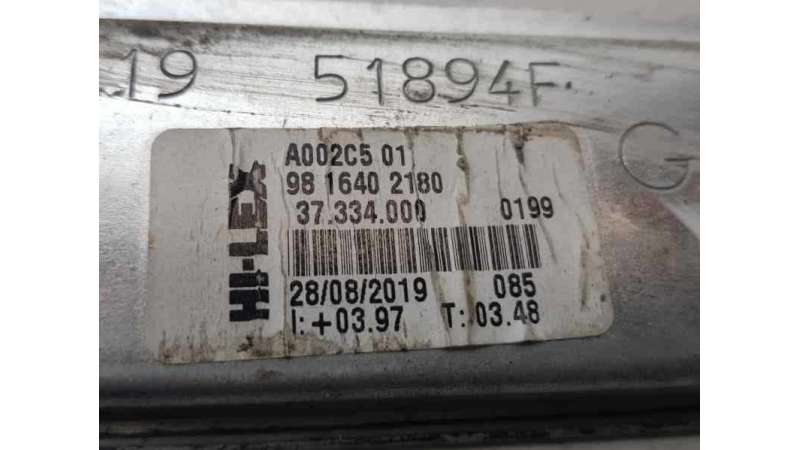 19 51894F
G
HI-LEX
A002C5 01
98 1640 2180
37.334.000 0199
28/08/2019 085
I:+03.97 T:03.48